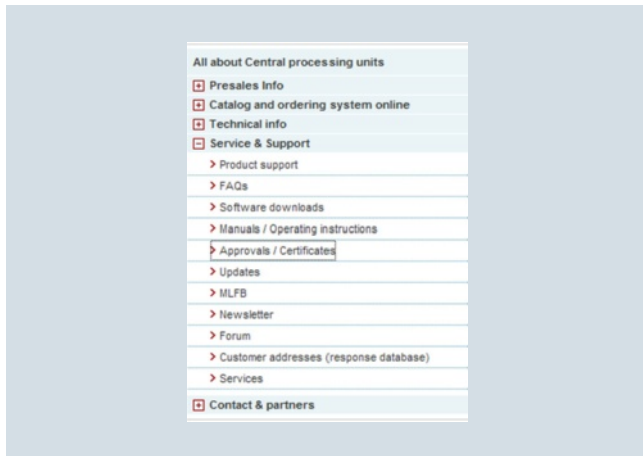 All about Central processing units
Presales Info
Catalog and ordering system online
Technical info
Service & Support
Product support
FAQs
Software downloads
Manuals / Operating instructions
Approvals / Certificates
Updates
MLFB
Newsletter
Forum
Customer addresses (response database)
Services
Contact & partners